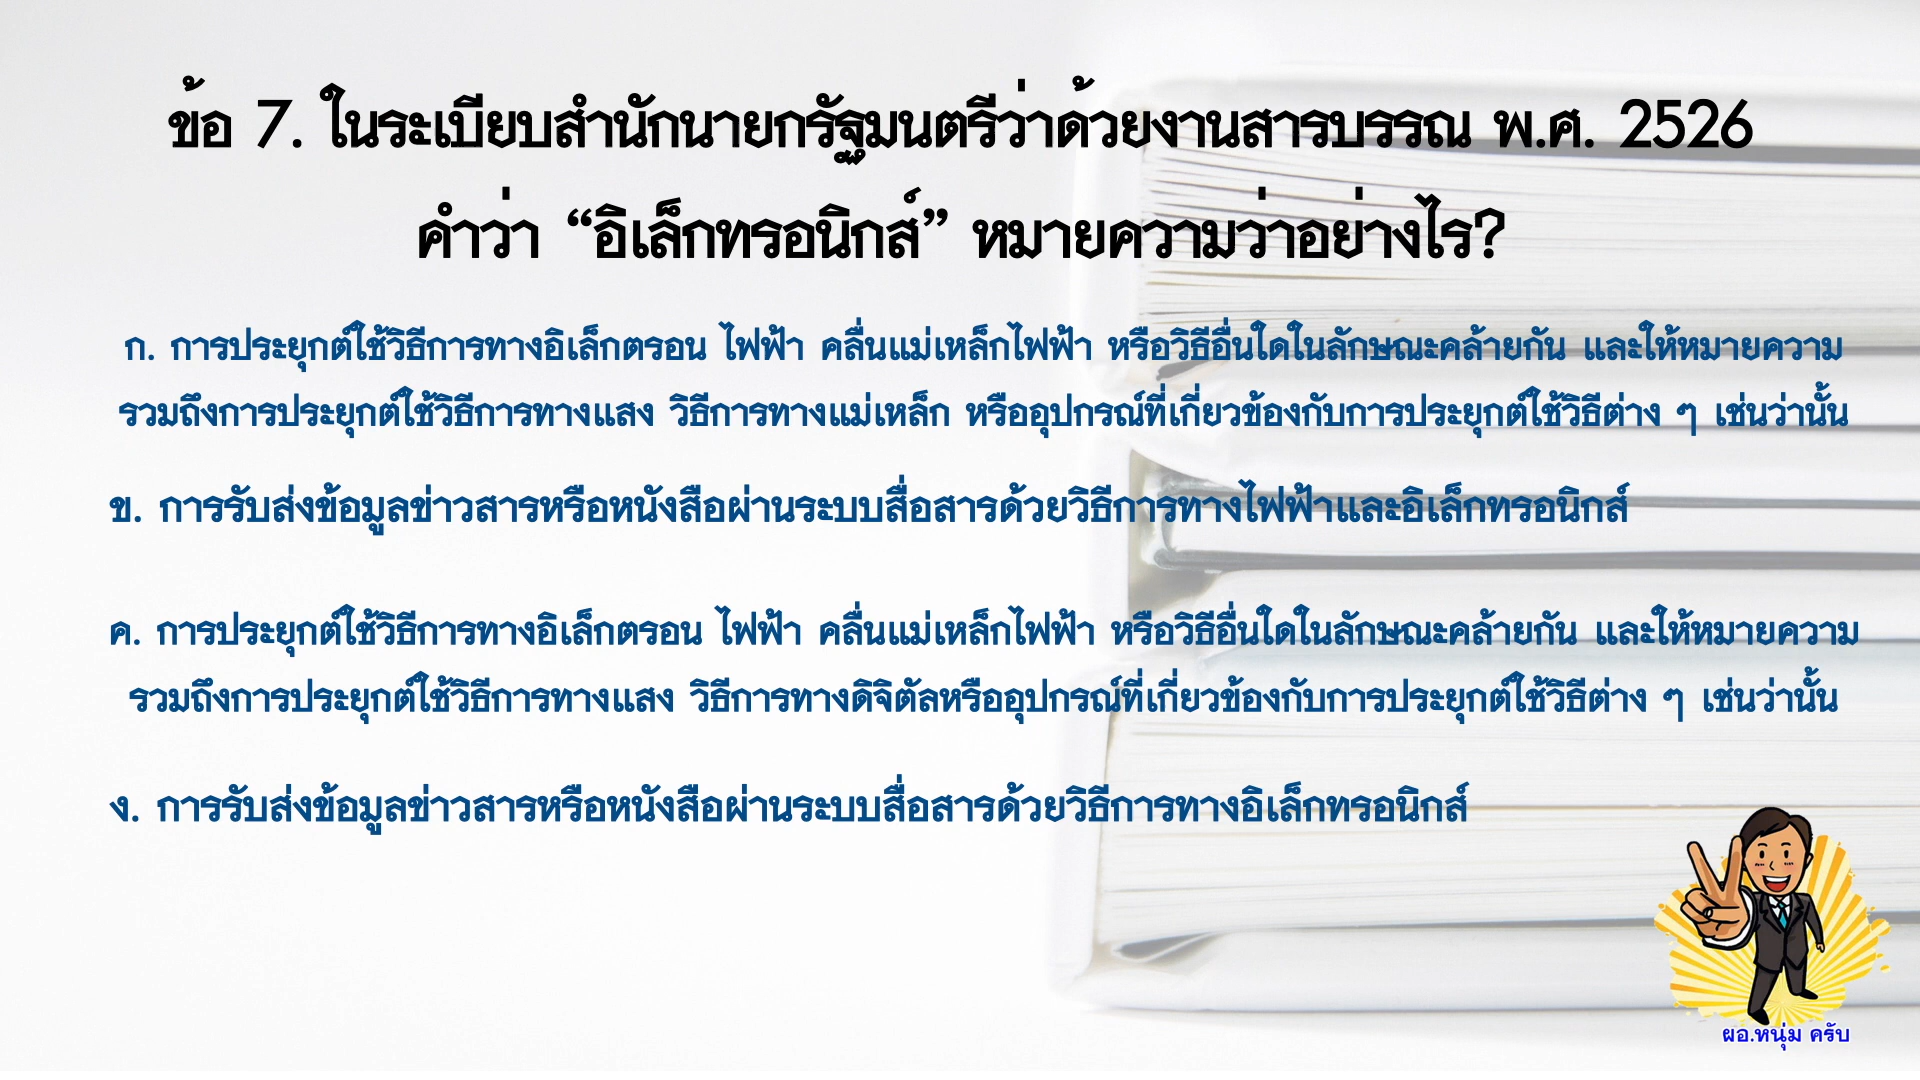 ข้อ 7. ในระเบียบสำนักนายกรัฐมนตรีว่าด้วยงานสารบรรณ พ.ศ. 2526
คำว่า “อิเล็กทรอนิกส์” หมายความว่าอย่างไร?
ก. การประยุกต์ใช้วิธีการทางอิเล็กตรอน ไฟฟ้า คลื่นแม่เหล็กไฟฟ้า หรือวิธีอื่นใดในลักษณะคล้ายกัน และให้หมายความ
รวมถึงการประยุกต์ใช้วิธีการทางแสง วิธีการทางแม่เหล็ก หรืออุปกรณ์ที่เกี่ยวข้องกับการประยุกต์ใช้วิธีต่าง ๆ เช่นว่านั้น
ข. การรับส่งข้อมูลข่าวสารหรือหนังสือผ่านระบบสื่อสารด้วยวิธีการทางไฟฟ้าและอิเล็กทรอนิกส์
ค. การประยุกต์ใช้วิธีการทางอิเล็กตรอน ไฟฟ้า คลื่นแม่เหล็กไฟฟ้า หรือวิธีอื่นใดในลักษณะคล้ายกัน และให้หมายความ
รวมถึงการประยุกต์ใช้วิธีการทางแสง วิธีการทางดิจิตัลหรืออุปกรณ์ที่เกี่ยวข้องกับการประยุกต์ใช้วิธีต่าง ๆ เช่นว่านั้น
ง. การรับส่งข้อมูลข่าวสารหรือหนังสือผ่านระบบสื่อสารด้วยวิธีการทางอิเล็กทรอนิกส์
ผอ.หนุ่ม ครับ